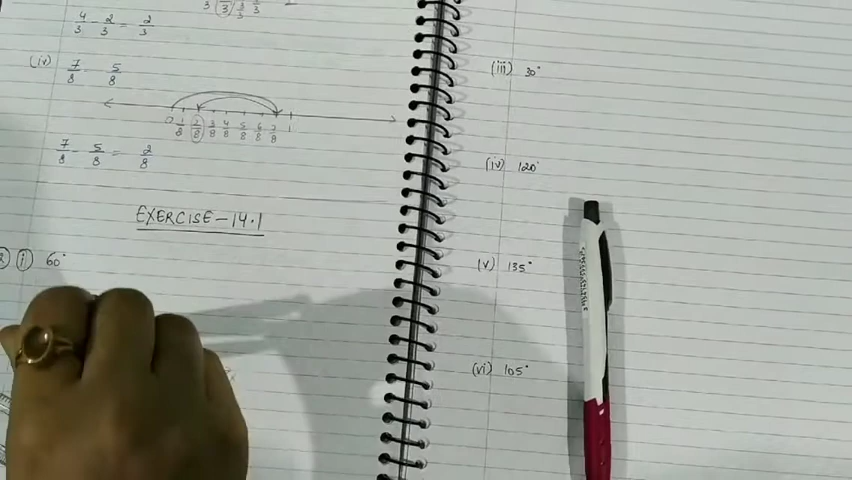 4/3 - 2/3 = 2/3
(iv) 7/8 - 5/8
0 1/8 2/8 3/8 4/8 5/8 6/8 7/8 1
7/8 - 5/8 = 2/8
EXERCISE-14.1
(i) 60°
(iii) 30°
(iv) 120°
(v) 135°
(vi) 105°